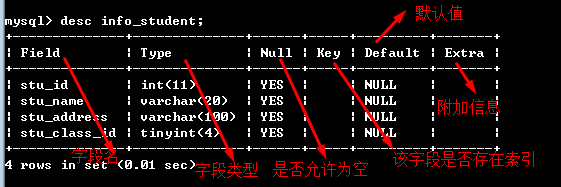 mysql> desc info_student;
默认值
| Field | Type | Null | Key | Default | Extra |
| stu_id | int(11) | YES | | NULL | |
| stu_name | varchar(20) | YES | | NULL | |
| stu_address | varchar(100) | YES | | NULL | |
| stu_class_id | tinyint(4) | YES | | NULL | |
附加信息
4 rows in set (0.01 sec)
字段名 字段类型 是否允许为空 该字段是否存在索引